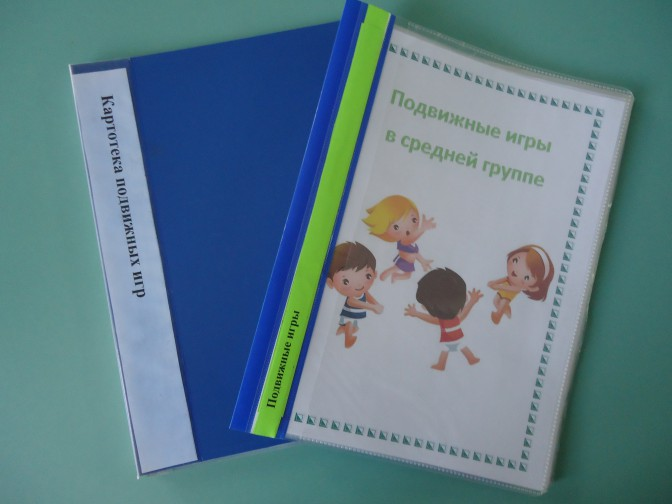 Картотека подвижных игр
Подвижные игры
Подвижные игры
в средней группе